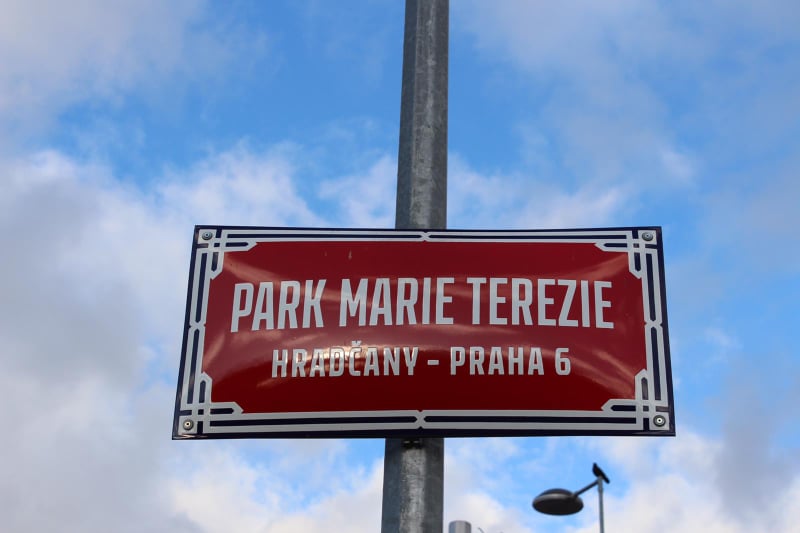 PARK MARIE TEREZIE
HRADČANY - PRAHA 6